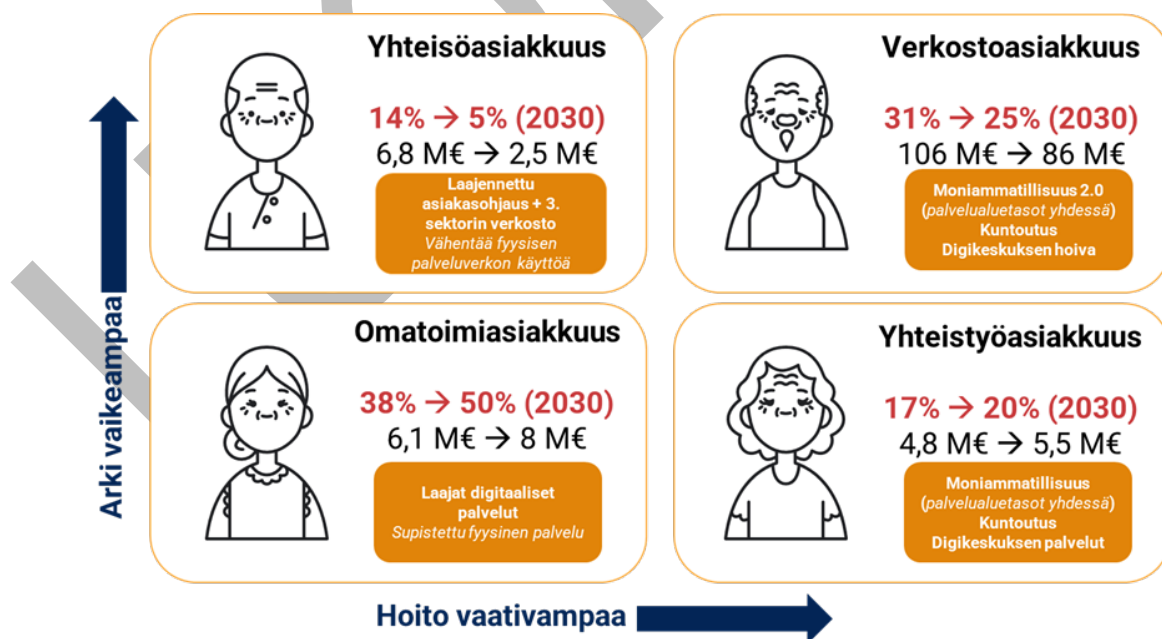 Yhteisöasiakkuus
14% → 5% (2030)
6,8 M€ → 2,5 M€
Laajennettu
asiakasohjaus + 3.
sektorin verkosto
Vähentää fyysisen
palveluverkon käyttöä
Verkostoasiakkuus
31% → 25% (2030)
106 M€ → 86 M€
Moniammatillisuus 2.0
(palvelualuetasot yhdessä)
Kuntoutus
Digikeskuksen hoiva
Arki vaikeampaa
Omatoimiasiakkuus
38% → 50% (2030)
6,1 M€ → 8 M€
Laajat digitaaliset
palvelut
Supistettu fyysinen palvelu
Yhteistyöasiakkuus
17% → 20% (2030)
4,8 M€ → 5,5 M€
Moniammatillisuus
(palvelualuetasot yhdessä)
Kuntoutus
Digikeskuksen palvelut
Hoito vaativampaa